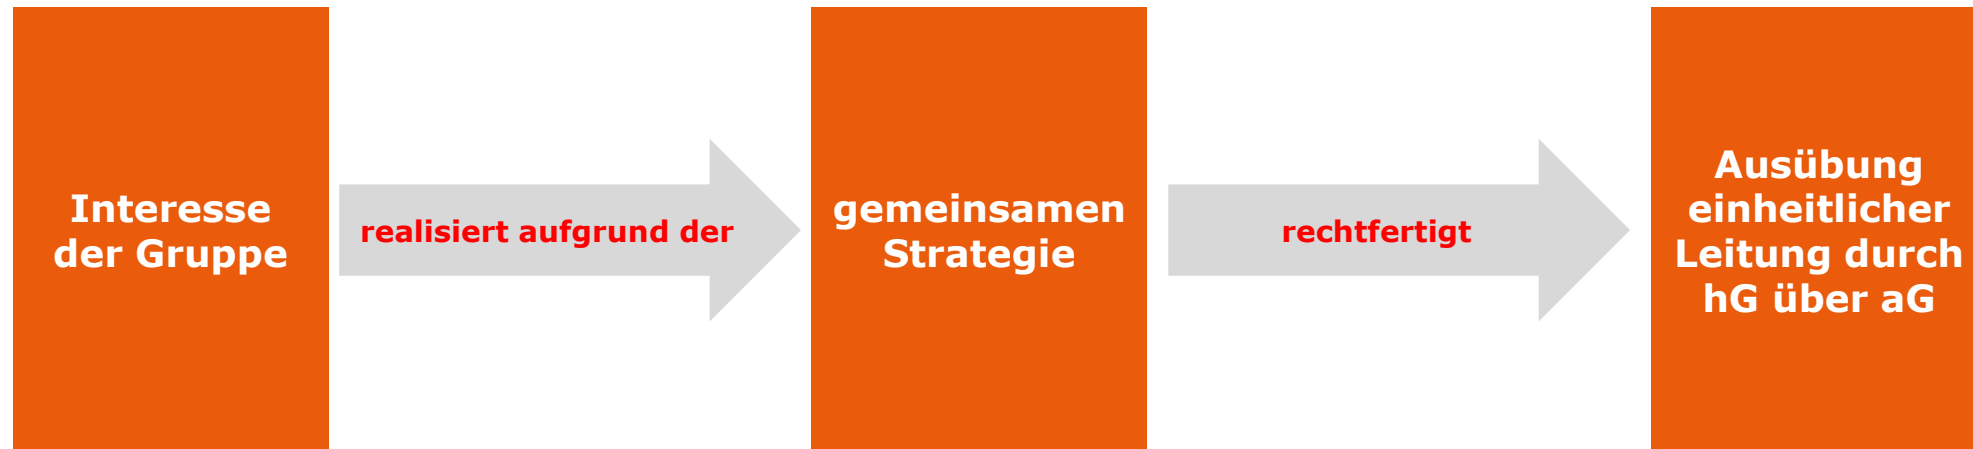 Interesse
der Gruppe
realisiert aufgrund der
gemeinsamen
Strategie
rechtfertigt
Ausübung
einheitlicher
Leitung durch
hG über aG